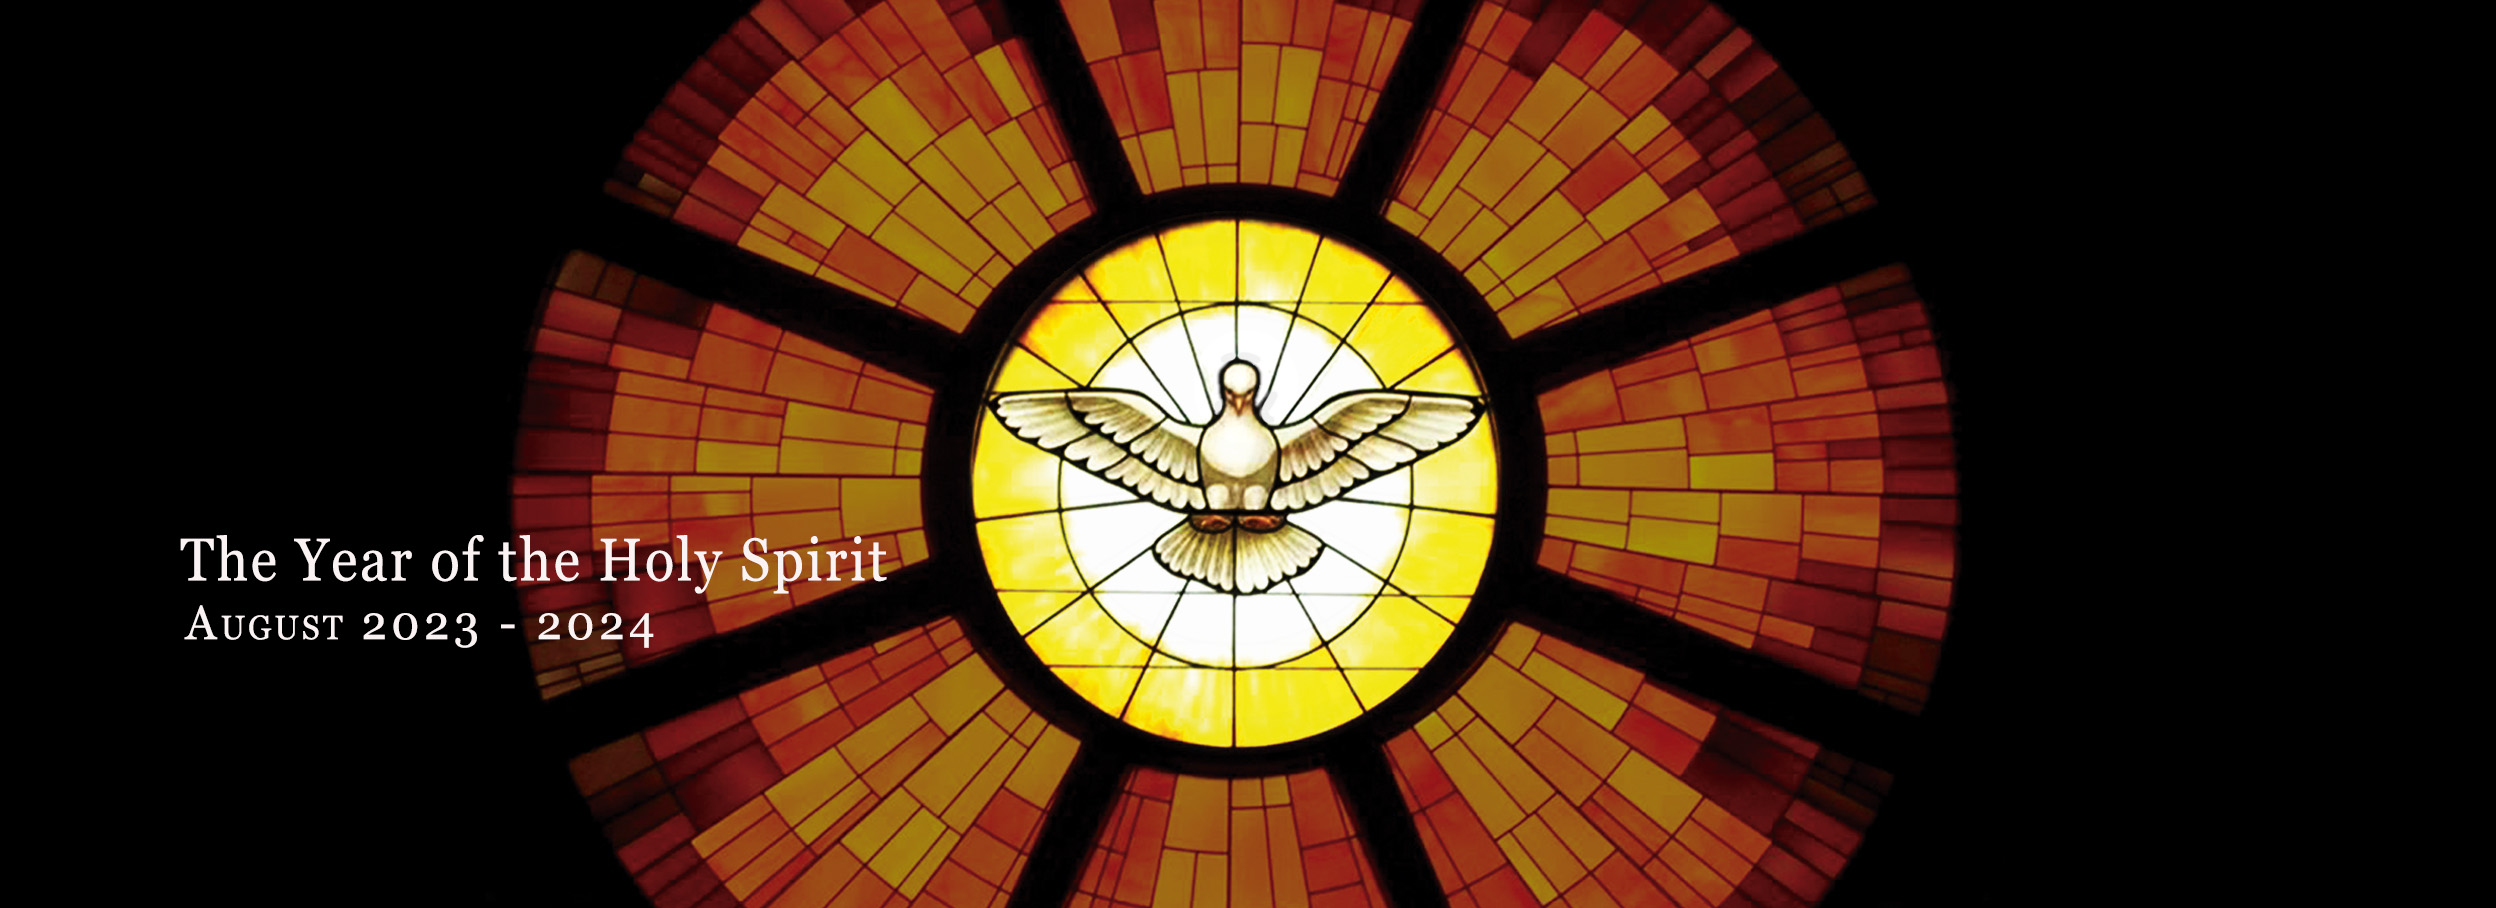 The Year of the Holy Spirit
August 2023 - 2024